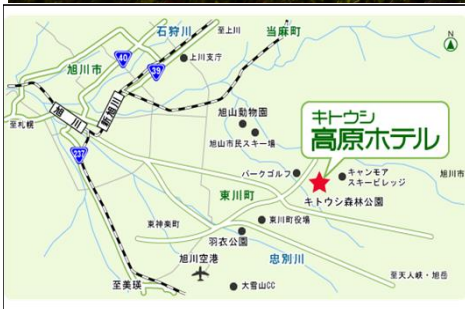 石狩川
至上川
当麻町
40
39
旭川市
上川支庁
N
旭川
新旭川
至札幌
旭山動物園
旭山市民スキー場
キトウシ
高原ホテル
237
パークゴルフ
キャンモア
スキービレッジ
旭川市
キトウシ森林公園
東川町
東神楽町
東川町役場
羽衣公園
忠別川
旭川空港
至天人峡・旭岳
至美瑛
大雪山CC